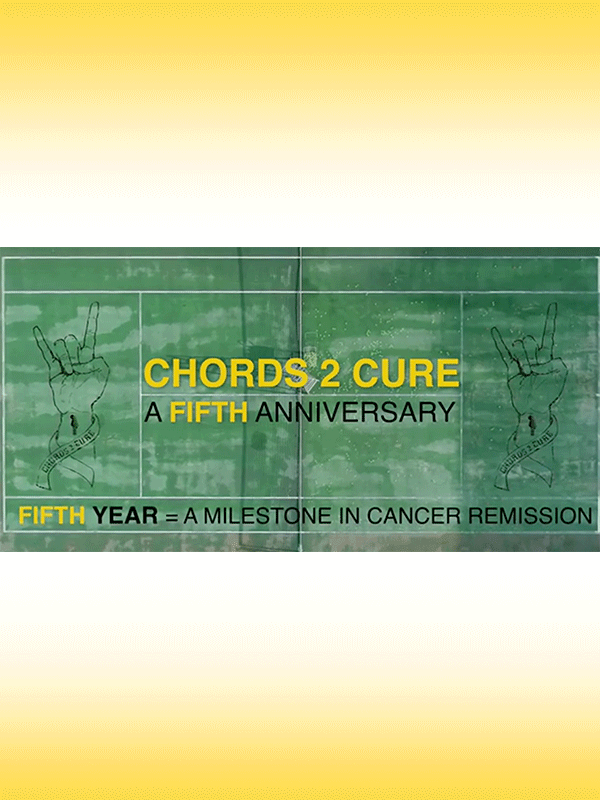 CHORDS 2 CURE
A FIFTH ANNIVERSARY
CHORDS 2 CURE
CHORDS 2 CURE
FIFTH YEAR = A MILESTONE IN CANCER REMISSION